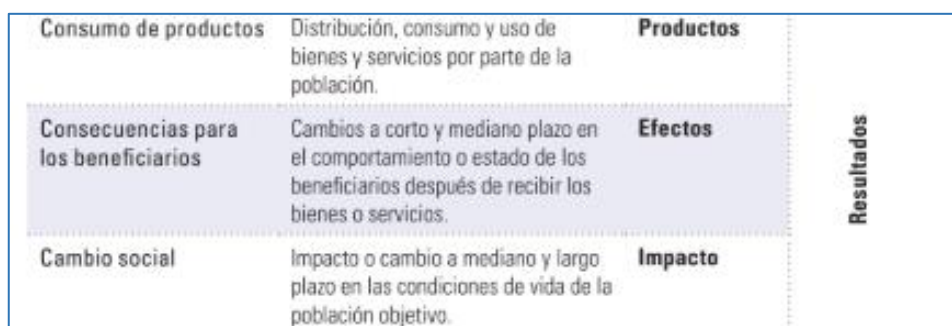 Consumo de productos
Distribución, consumo y uso de
bienes y servicios por parte de la
población.
Productos
Consecuencias para
los beneficiarios
Cambios a corto y mediano plazo en
el comportamiento o estado de los
beneficiarios después de recibir los
bienes o servicios.
Efectos
Cambio social
Impacto o cambio a mediano y largo
plazo en las condiciones de vida de la
población objetivo.
Impacto
Resultados